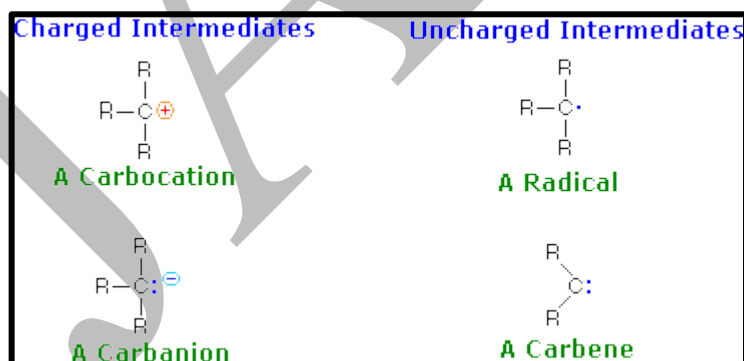 Charged Intermediates
Uncharged Intermediates
R
R–C⊕
R
A Carbocation
R
R–C·
R
A Radical
R
R–C:⊖
R
A Carbanion
R
C:
R
A Carbene